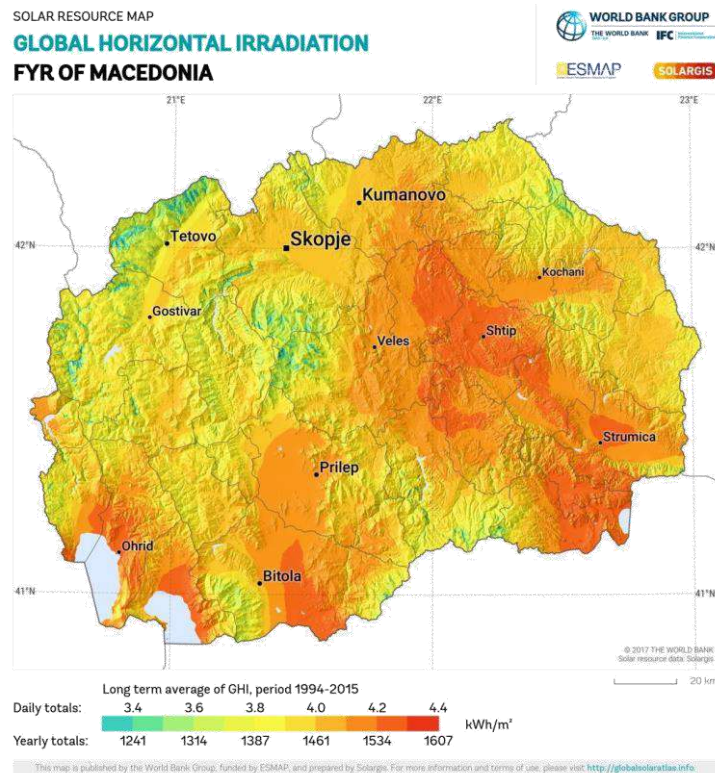 SOLAR RESOURCE MAP
GLOBAL HORIZONTAL IRRADIATION
FYR OF MACEDONIA
WORLD BANK GROUP
THE WORLD BANK IFC
ESMAP
SOLARGIS
21°E 22°E 23°E
Kumanovo
Tetovo
Skopje
42°N 42°N
Kochani
Gostivar
Shtip
Veles
Strumica
Prilep
Ohrid
Bitola
41°N 41°N
© 2017 THE WORLD BANK
Solar resource data: Solargis
20 km
Long term average of GHI, period 1994-2015
Daily totals: 3.4 3.6 3.8 4.0 4.2 4.4
kWh/m²
Yearly totals: 1241 1314 1387 1461 1534 1607
This map is published by the World Bank Group, funded by ESMAP, and prepared by Solargis. For more information and terms of use, please visit http://globalsolaratlas.info